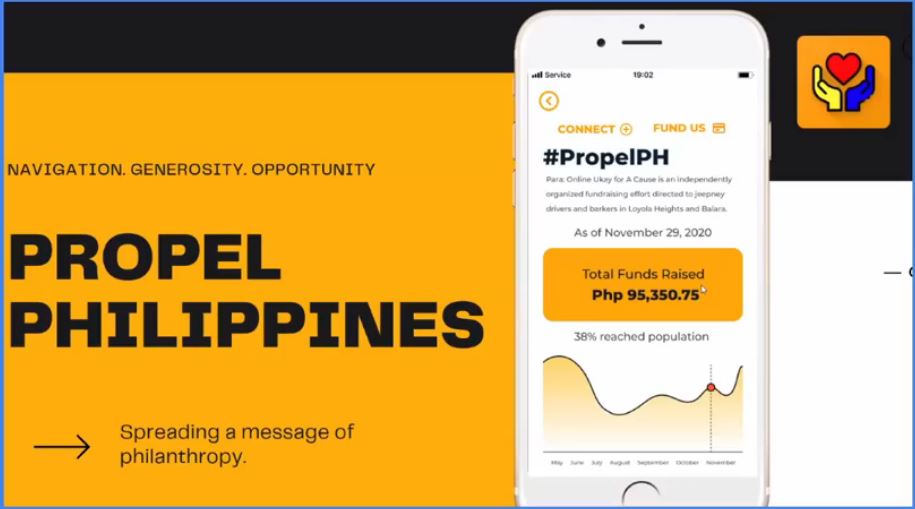 NAVIGATION. GENEROSITY. OPPORTUNITY
PROPEL
PHILIPPINES
Spreading a message of
philanthropy.
Service 19:02
CONNECT FUND US
#PropelPH
Para: Online Ukay for A Cause is an independently
organized fundraising effort directed to jeepney
drivers and barkers in Loyola Heights and Balara.
As of November 29, 2020
Total Funds Raised
Php 95,350.75
38% reached population
May June July August September October November